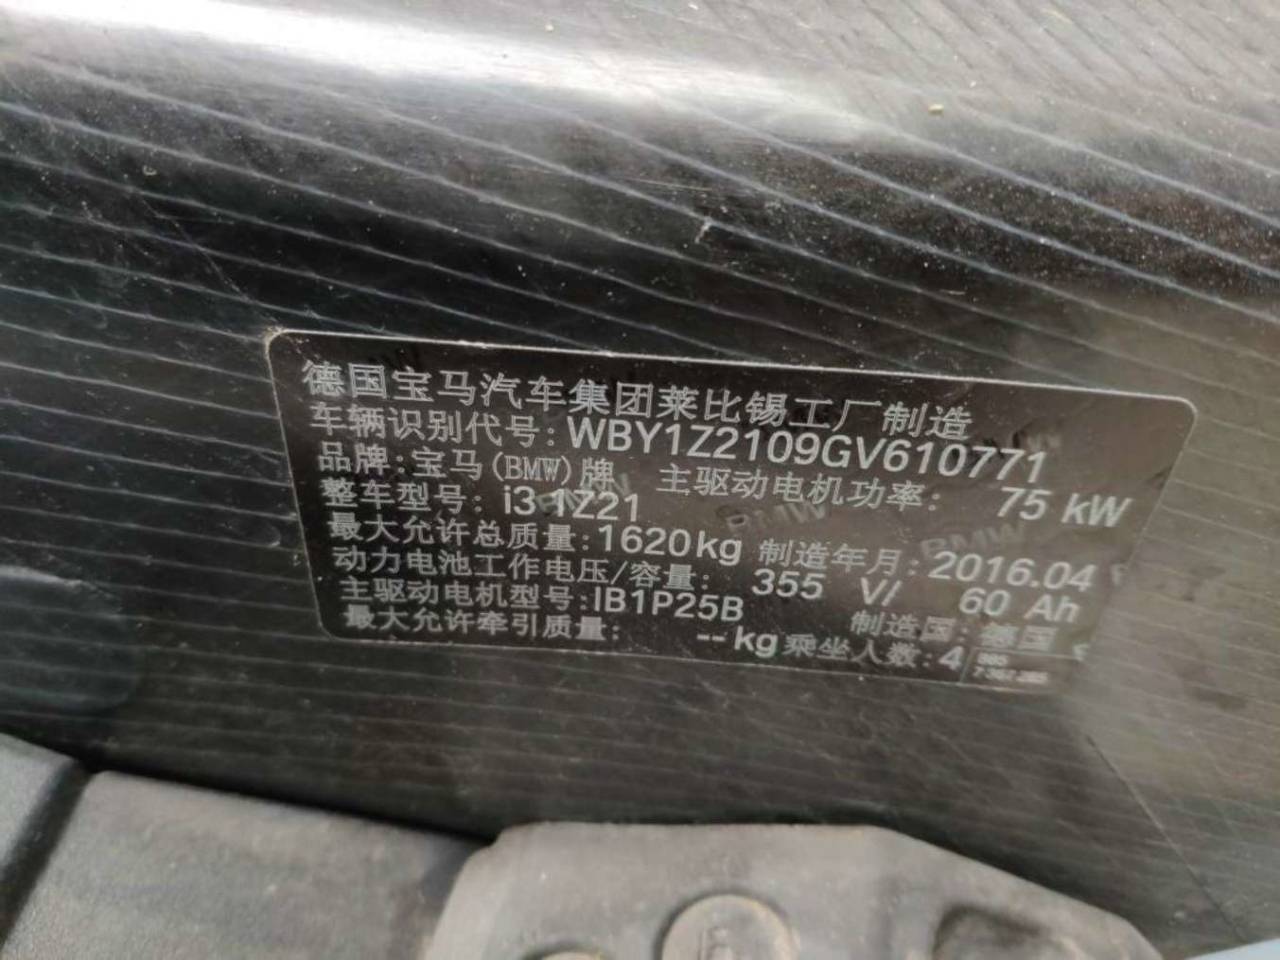 德国宝马汽车集团莱比锡工厂制造
车辆识别代号: WBY1Z2109GV610771
品牌: 宝马(BMW)牌 主驱动电机功率: 75 kW
整车型号: i3 1Z21
最大允许总质量: 1620kg 制造年月: 2016.04
动力电池工作电压/容量: 355 V/ 60 Ah
主驱动电机型号: IB1P25B 制造国: 德国
最大允许牵引质量: --kg 乘坐人数: 4